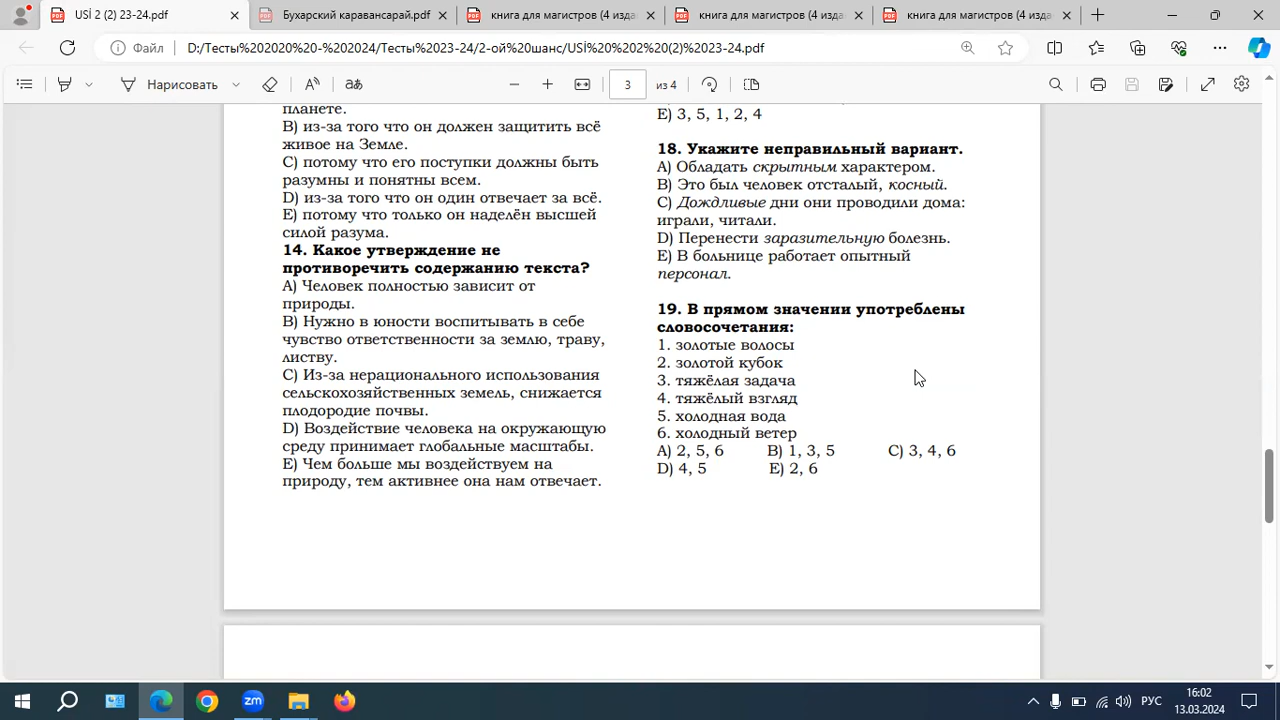 USİ 2 (2) 23-24.pdf
Бухарский каравансарай.pdf
книга для магистров (4 изда
книга для магистров (4 изда
книга для магистров (4 изда
Файл
D:/Тесты%202020%20-%202024/Тесты%2023-24/2-ой%20шанс/USİ%20%202%20(2)%2023-24.pdf
Нарисовать
3
из 4
планете.
B) из-за того что он должен защитить всё
живое на Земле.
C) потому что его поступки должны быть
разумны и понятны всем.
D) из-за того что он один отвечает за всё.
E) потому что только он наделён высшей
силой разума.
14. Какое утверждение не
противоречить содержанию текста?
A) Человек полностью зависит от
природы.
B) Нужно в юности воспитывать в себе
чувство ответственности за землю, траву,
листву.
C) Из-за нерационального использования
сельскохозяйственных земель, снижается
плодородие почвы.
D) Воздействие человека на окружающую
среду принимает глобальные масштабы.
E) Чем больше мы воздействуем на
природу, тем активнее она нам отвечает.
E) 3, 5, 1, 2, 4
18. Укажите неправильный вариант.
A) Обладать скрытным характером.
B) Это был человек отсталый, косный.
C) Дождливые дни они проводили дома:
играли, читали.
D) Перенести заразительную болезнь.
E) В больнице работает опытный
персонал.
19. В прямом значении употреблены
словосочетания:
1. золотые волосы
2. золотой кубок
3. тяжёлая задача
4. тяжёлый взгляд
5. холодная вода
6. холодный ветер
A) 2, 5, 6 B) 1, 3, 5 C) 3, 4, 6
D) 4, 5 E) 2, 6
zm
РУС
16:02
13.03.2024